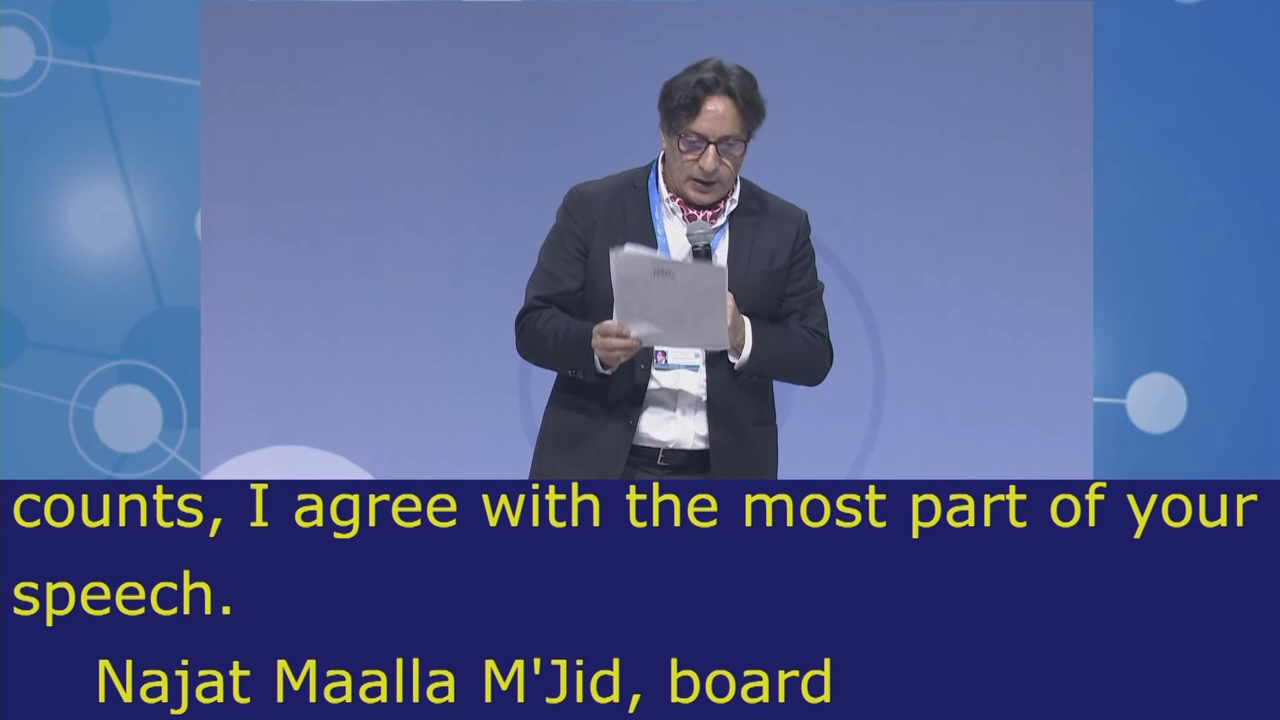 counts, I agree with the most part of your
speech.
Najat Maalla M'Jid, board